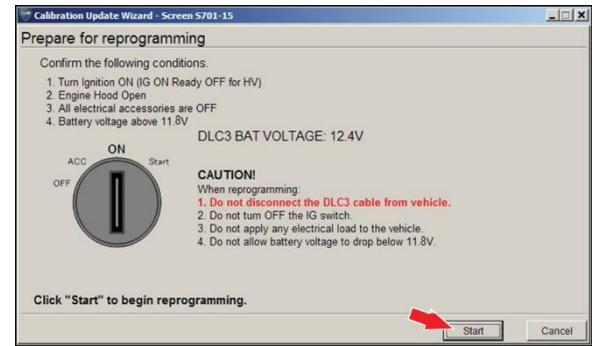 Calibration Update Wizard - Screen S701-15
Prepare for reprogramming
Confirm the following conditions.
1. Turn Ignition ON (IG ON Ready OFF for HV)
2. Engine Hood Open
3. All electrical accessories are OFF
4. Battery voltage above 11.8V
DLC3 BAT VOLTAGE: 12.4V
ON
ACC
Start
OFF
CAUTION!
When reprogramming:
1. Do not disconnect the DLC3 cable from vehicle.
2. Do not turn OFF the IG switch.
3. Do not apply any electrical load to the vehicle.
4. Do not allow battery voltage to drop below 11.8V.
Click "Start" to begin reprogramming.
Start
Cancel